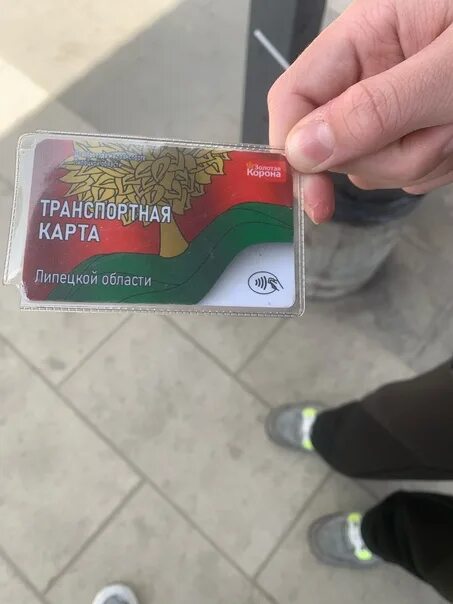 Золотая
Корона
ТРАНСПОРТНАЯ
КАРТА
Липецкой области